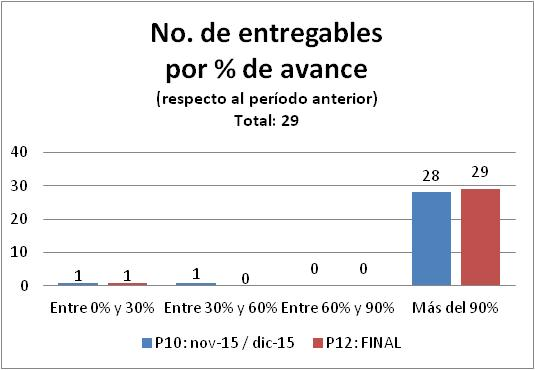 No. de entregables
por % de avance
(respecto al período anterior)
Total: 29
40
30
20
10
0
1 1 1 0 0 0 28 29
Entre 0% y 30% Entre 30% y 60% Entre 60% y 90% Más del 90%
P10: nov-15 / dic-15 P12: FINAL